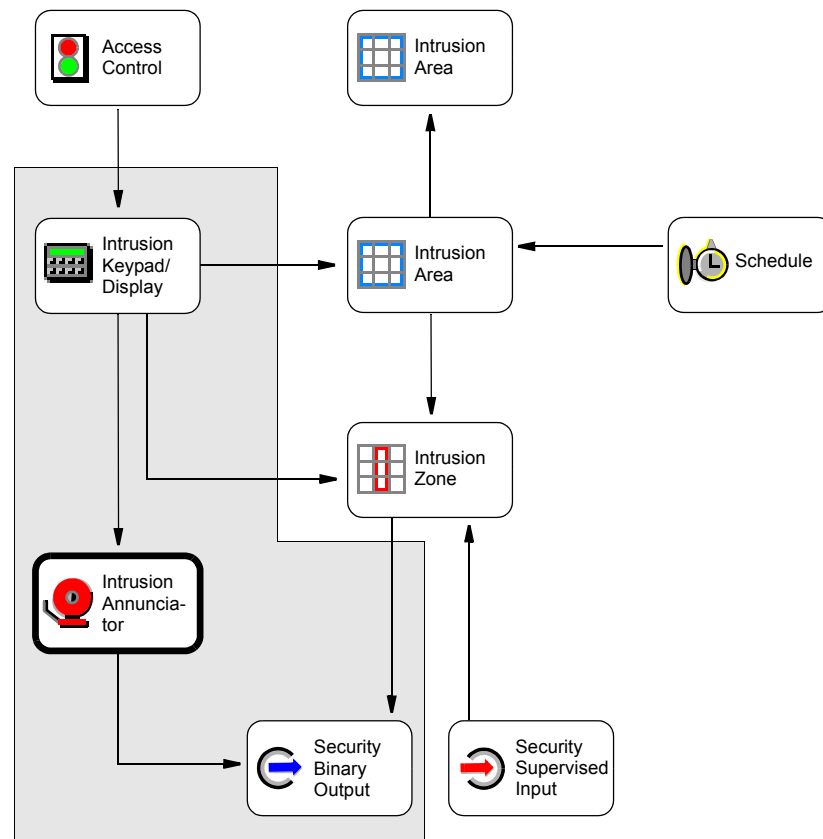 Access
Control
Intrusion
Area
Intrusion
Keypad/
Display
Intrusion
Area
Schedule
Intrusion
Zone
Intrusion
Annuncia-
tor
Security
Binary
Output
Security
Supervised
Input